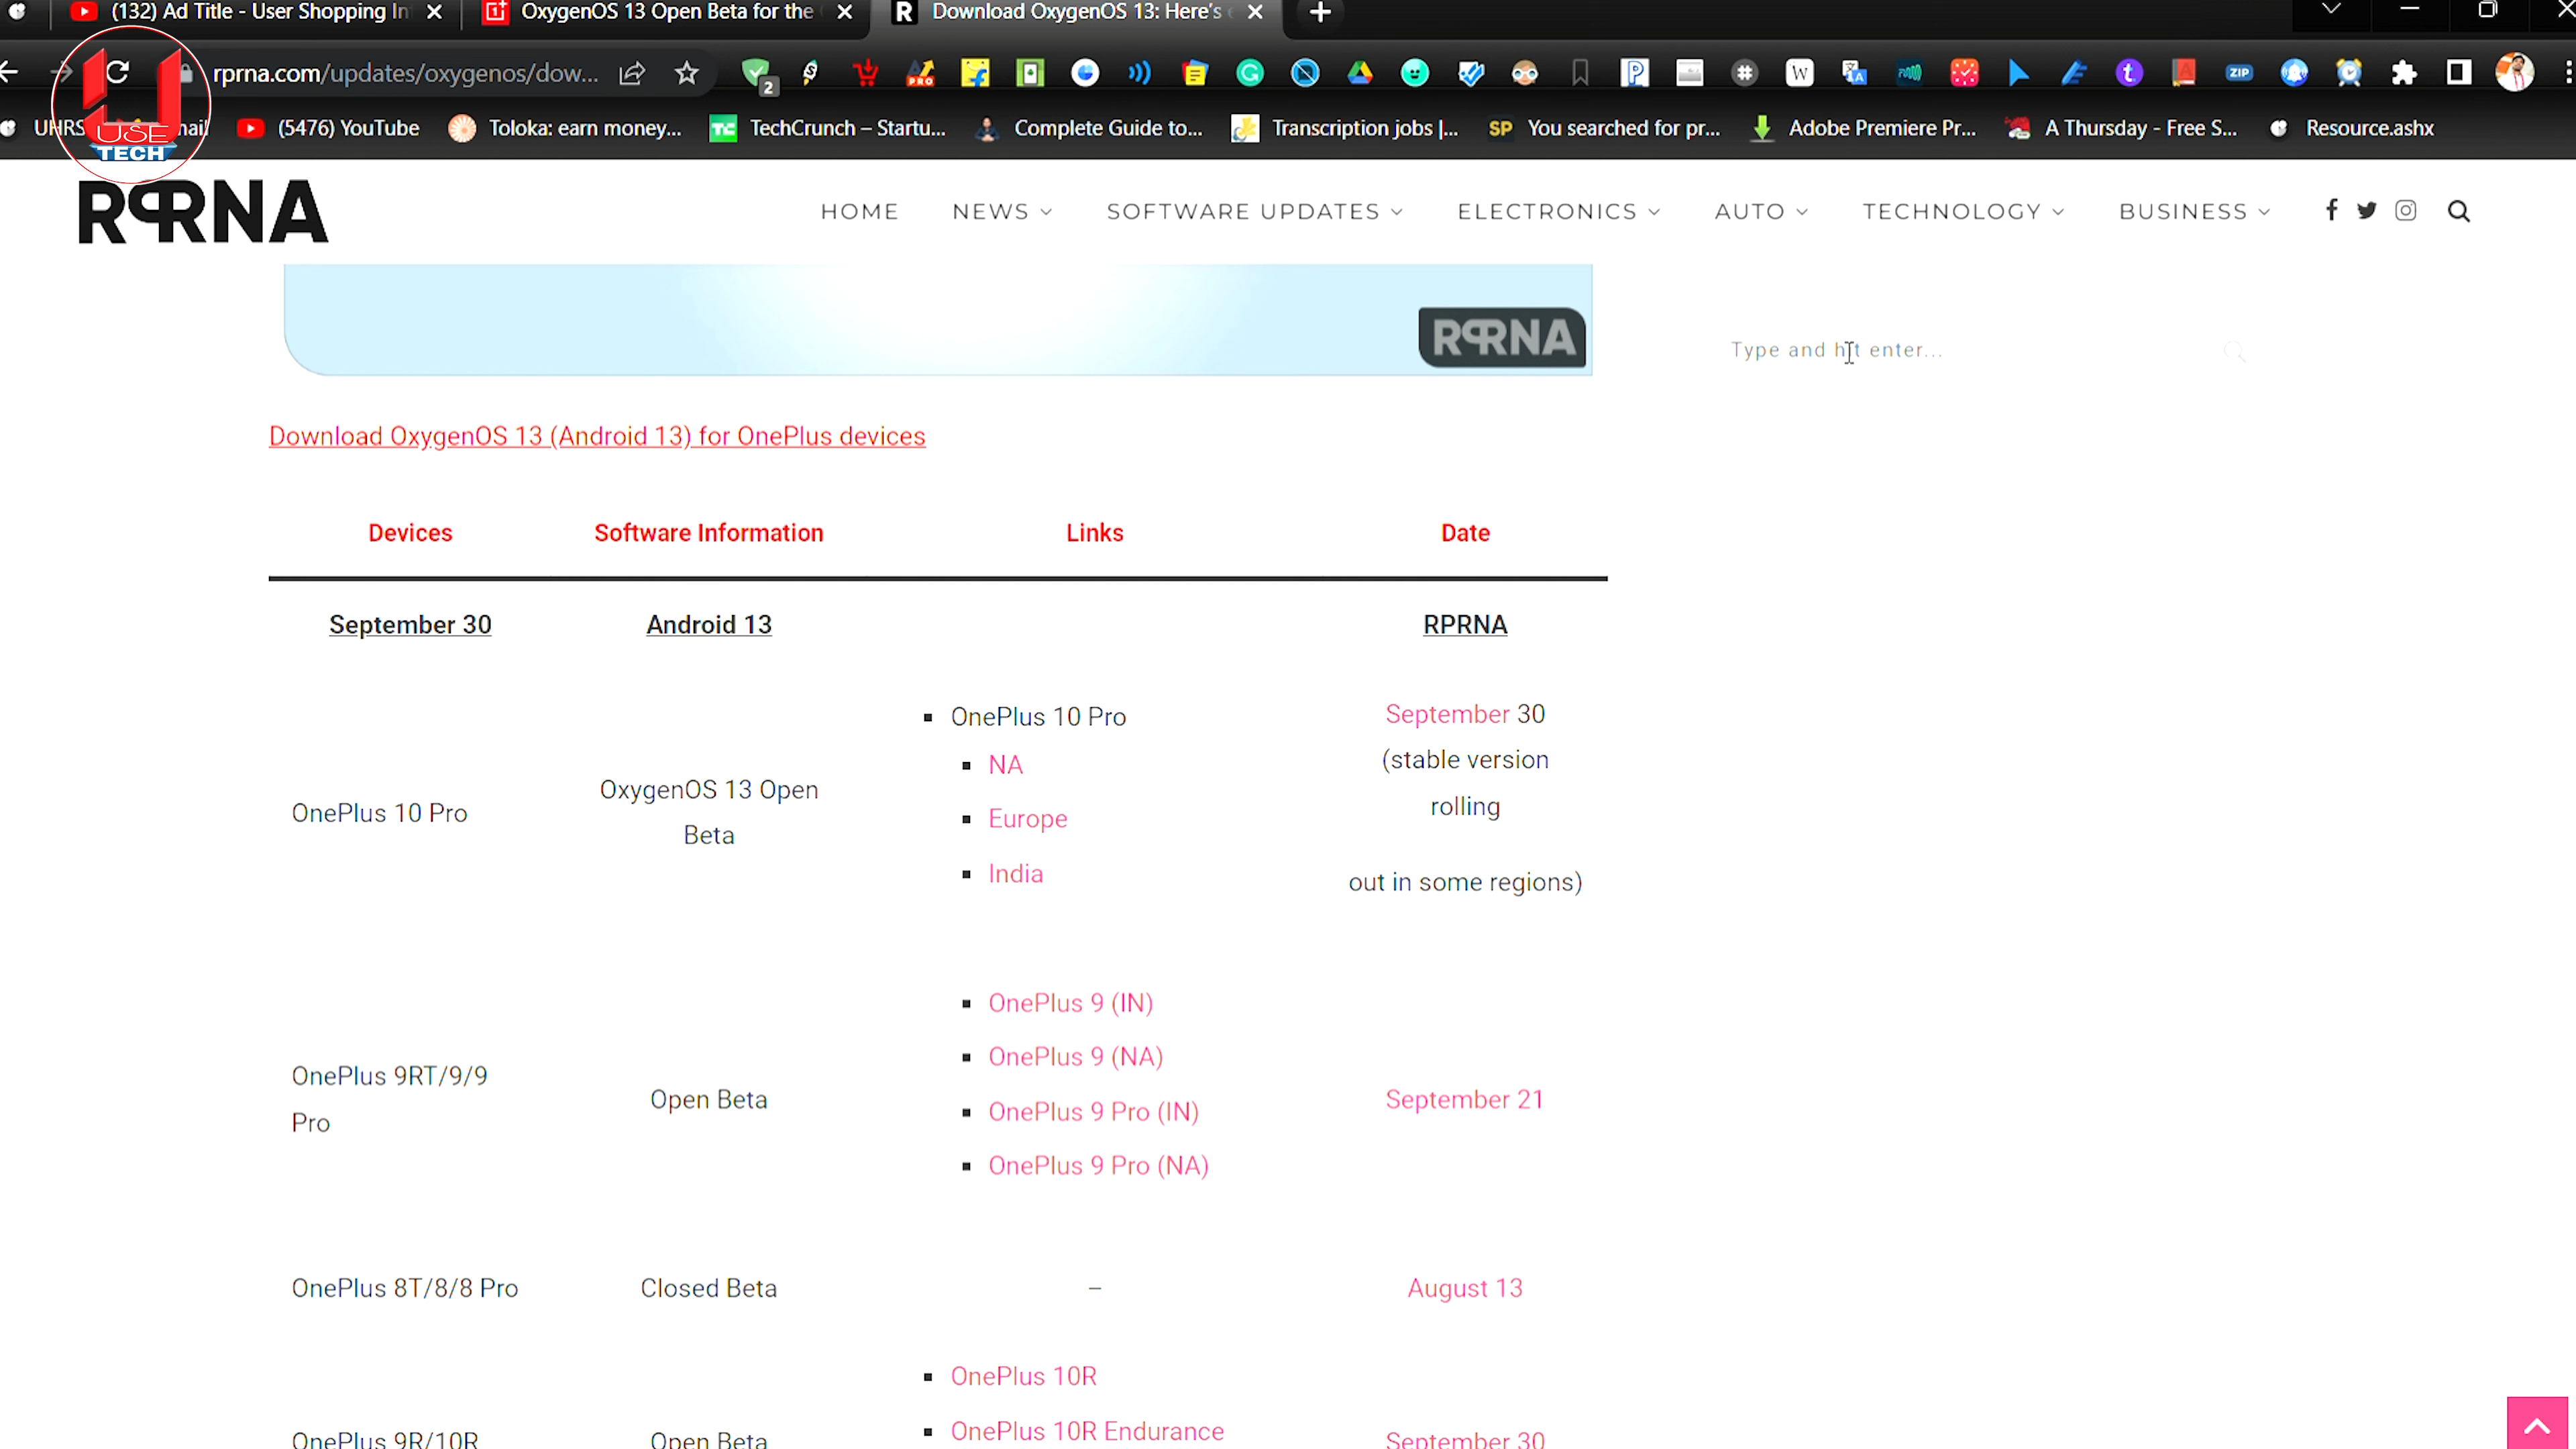 (132) Ad Title - User Shopping In
OxygenOS 13 Open Beta for the
R Download OxygenOS 13: Here's
rprna.com/updates/oxygenos/dow...
2
PRO
G
P
#
W
t
A
ZIP
UHRS
mail
(5476) YouTube
Toloka: earn money...
TC TechCrunch – Startu...
Complete Guide to...
Transcription jobs |...
SP You searched for pr...
Adobe Premiere Pr...
A Thursday - Free S...
Resource.ashx
U
USE
TECH
RPRNA
HOME
NEWS
SOFTWARE UPDATES
ELECTRONICS
AUTO
TECHNOLOGY
BUSINESS
RPRNA
Type and hit enter...
Download OxygenOS 13 (Android 13) for OnePlus devices
Devices Software Information Links Date
September 30 Android 13 RPRNA
OnePlus 10 Pro
OxygenOS 13 Open
Beta
OnePlus 10 Pro
NA
Europe
India
September 30
(stable version
rolling
out in some regions)
OnePlus 9RT/9/9
Pro
Open Beta
OnePlus 9 (IN)
OnePlus 9 (NA)
OnePlus 9 Pro (IN)
OnePlus 9 Pro (NA)
September 21
OnePlus 8T/8/8 Pro Closed Beta – August 13
OnePlus 9R/10R
Open Beta
OnePlus 10R
OnePlus 10R Endurance
September 30